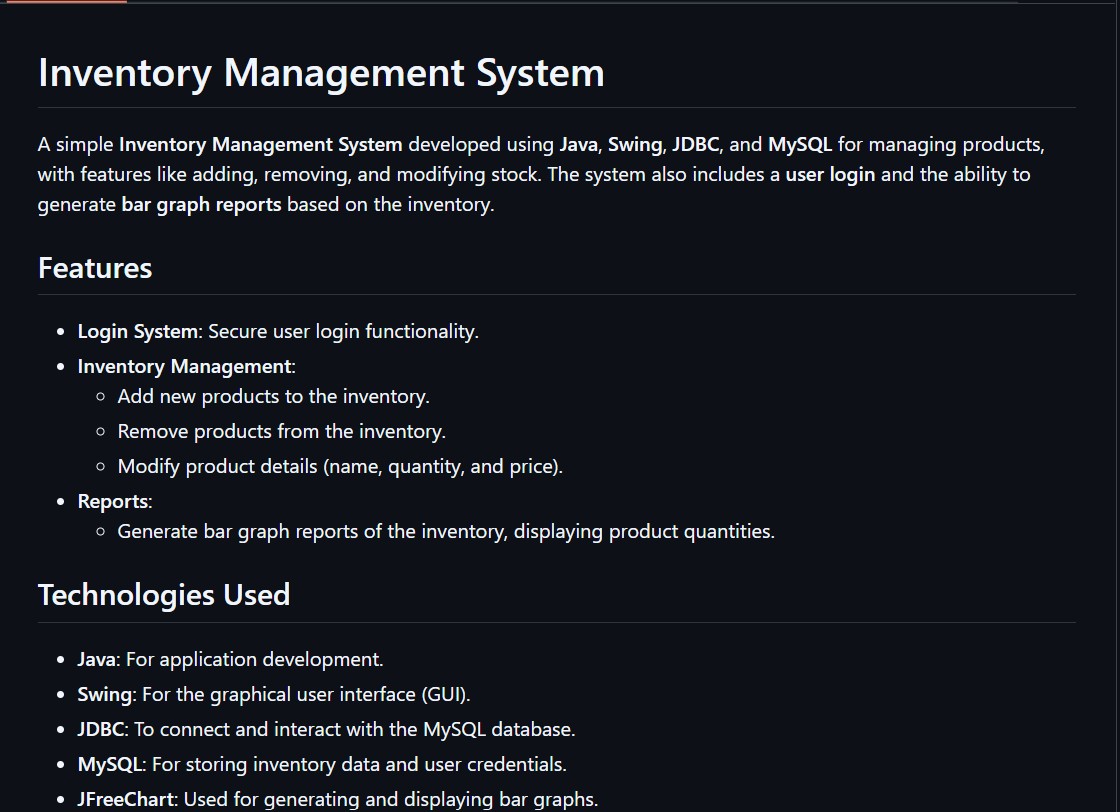 Inventory Management System
A simple Inventory Management System developed using Java, Swing, JDBC, and MySQL for managing products,
with features like adding, removing, and modifying stock. The system also includes a user login and the ability to
generate bar graph reports based on the inventory.
Features
• Login System: Secure user login functionality.
• Inventory Management:
○ Add new products to the inventory.
○ Remove products from the inventory.
○ Modify product details (name, quantity, and price).
• Reports:
○ Generate bar graph reports of the inventory, displaying product quantities.
Technologies Used
• Java: For application development.
• Swing: For the graphical user interface (GUI).
• JDBC: To connect and interact with the MySQL database.
• MySQL: For storing inventory data and user credentials.
• JFreeChart: Used for generating and displaying bar graphs.